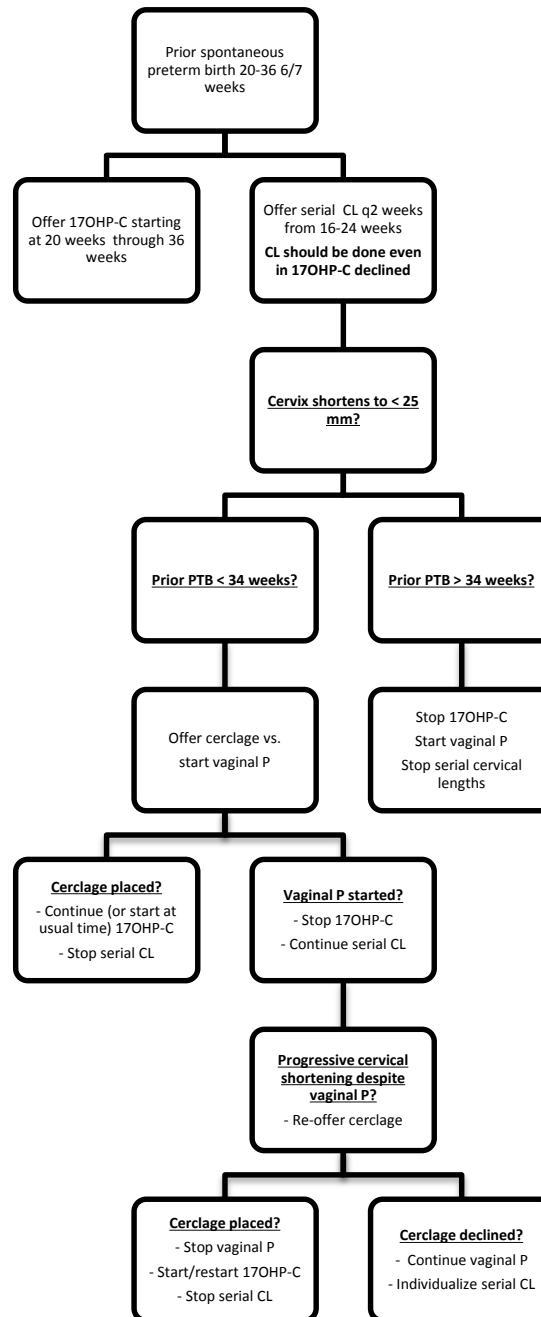 Prior spontaneous
preterm birth 20-36 6/7
weeks
Offer 17OHP-C starting
at 20 weeks through 36
weeks
Offer serial CL q2 weeks
from 16-24 weeks
CL should be done even
in 17OHP-C declined
Cervix shortens to < 25
mm?
Prior PTB < 34 weeks?
Prior PTB > 34 weeks?
Offer cerclage vs.
start vaginal P
Stop 17OHP-C
Start vaginal P
Stop serial cervical
lengths
Cerclage placed?
- Continue (or start at
usual time) 17OHP-C
- Stop serial CL
Vaginal P started?
- Stop 17OHP-C
- Continue serial CL
Progressive cervical
shortening despite
vaginal P?
- Re-offer cerclage
Cerclage placed?
- Stop vaginal P
- Start/restart 17OHP-C
- Stop serial CL
Cerclage declined?
- Continue vaginal P
- Individualize serial CL